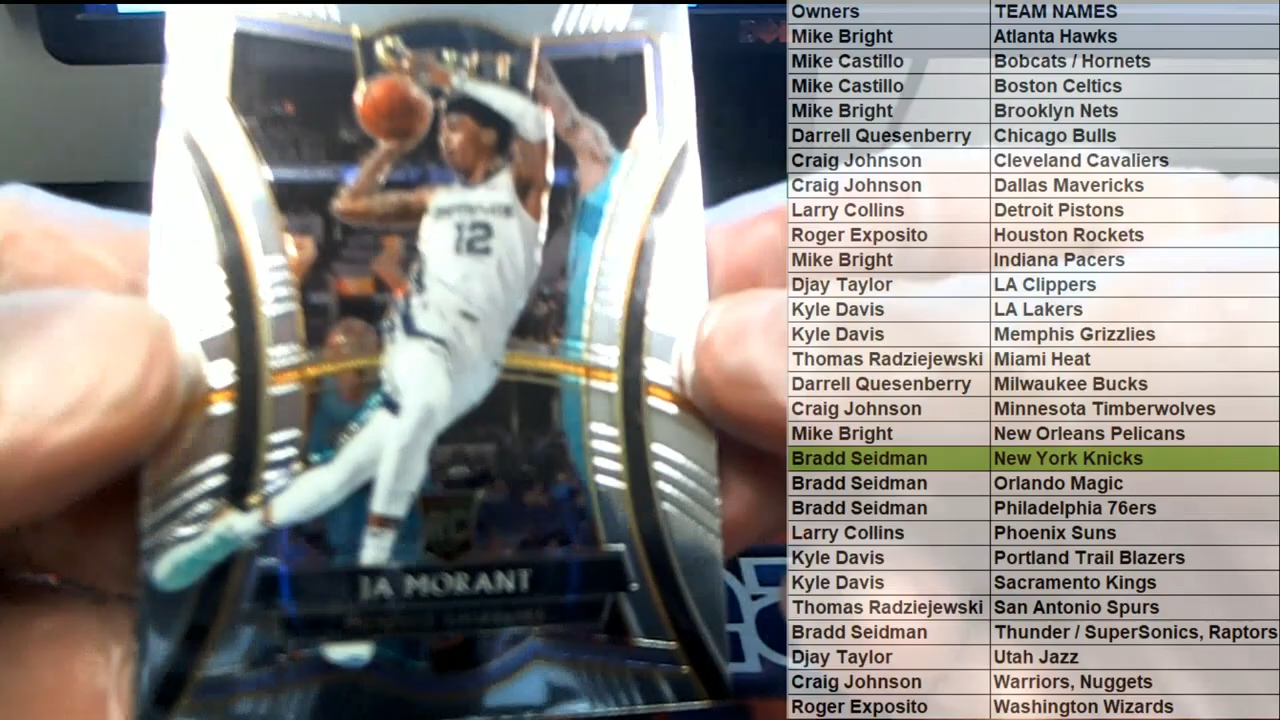 12
RC
JA MORANT
Owners TEAM NAMES
Mike Bright Atlanta Hawks
Mike Castillo Bobcats / Hornets
Mike Castillo Boston Celtics
Mike Bright Brooklyn Nets
Darrell Quesenberry Chicago Bulls
Craig Johnson Cleveland Cavaliers
Craig Johnson Dallas Mavericks
Larry Collins Detroit Pistons
Roger Exposito Houston Rockets
Mike Bright Indiana Pacers
Djay Taylor LA Clippers
Kyle Davis LA Lakers
Kyle Davis Memphis Grizzlies
Thomas Radziejewski Miami Heat
Darrell Quesenberry Milwaukee Bucks
Craig Johnson Minnesota Timberwolves
Mike Bright New Orleans Pelicans
Bradd Seidman New York Knicks
Bradd Seidman Orlando Magic
Bradd Seidman Philadelphia 76ers
Larry Collins Phoenix Suns
Kyle Davis Portland Trail Blazers
Kyle Davis Sacramento Kings
Thomas Radziejewski San Antonio Spurs
Bradd Seidman Thunder / SuperSonics, Raptors
Djay Taylor Utah Jazz
Craig Johnson Warriors, Nuggets
Roger Exposito Washington Wizards